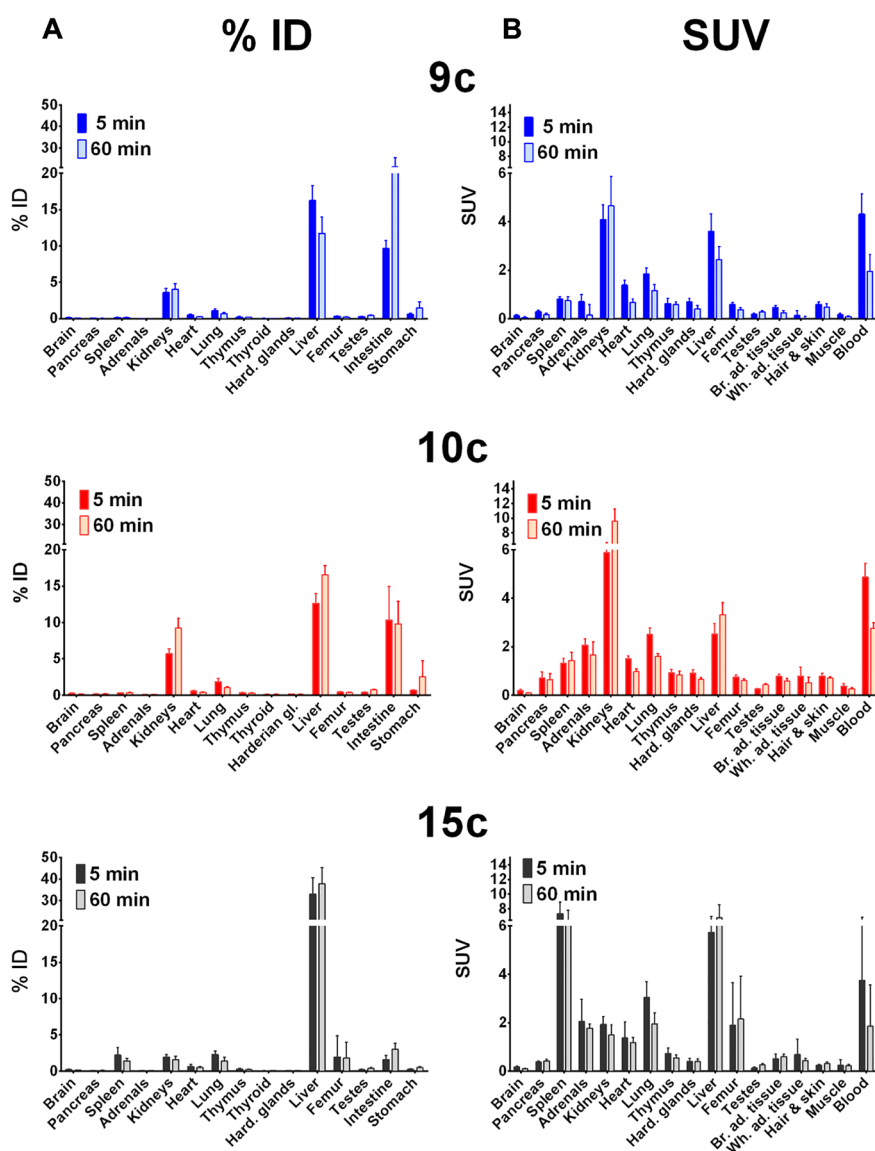 A % ID B SUV
9c
50
40
30
20
15
10
5
0
% ID
5 min
60 min
Brain
Pancreas
Spleen
Adrenals
Kidneys
Heart
Lung
Thymus
Thyroid
Hard. glands
Liver
Femur
Testes
Intestine
Stomach
14
12
10
8
6
4
2
0
SUV
5 min
60 min
Brain
Pancreas
Spleen
Adrenals
Kidneys
Heart
Lung
Thymus
Hard. glands
Liver
Femur
Testes
Br. ad. tissue
Wh. ad. tissue
Hair & skin
Muscle
Blood
10c
50
40
30
20
15
10
5
0
% ID
5 min
60 min
Brain
Pancreas
Spleen
Adrenals
Kidneys
Heart
Lung
Thymus
Thyroid
Harderian gl.
Liver
Femur
Testes
Intestine
Stomach
14
12
10
8
6
4
2
0
SUV
5 min
60 min
Brain
Pancreas
Spleen
Adrenals
Kidneys
Heart
Lung
Thymus
Hard. glands
Liver
Femur
Testes
Br. ad. tissue
Wh. ad. tissue
Hair & skin
Muscle
Blood
15c
50
40
30
20
15
10
5
0
% ID
5 min
60 min
Brain
Pancreas
Spleen
Adrenals
Kidneys
Heart
Lung
Thymus
Thyroid
Hard. glands
Liver
Femur
Testes
Intestine
Stomach
14
12
10
8
6
4
2
0
SUV
5 min
60 min
Brain
Pancreas
Spleen
Adrenals
Kidneys
Heart
Lung
Thymus
Hard. glands
Liver
Femur
Testes
Br. ad. tissue
Wh. ad. tissue
Hair & skin
Muscle
Blood